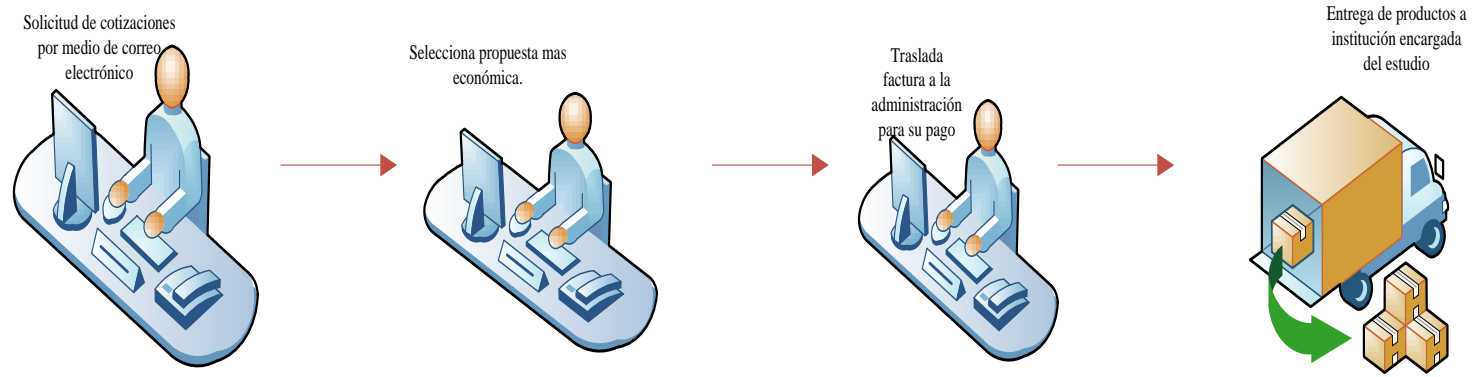 Solicitud de cotizaciones
por medio de correo
electrónico
Selecciona propuesta mas
económica.
Traslada
factura a la
administración
para su pago
Entrega de productos a
institución encargada
del estudio